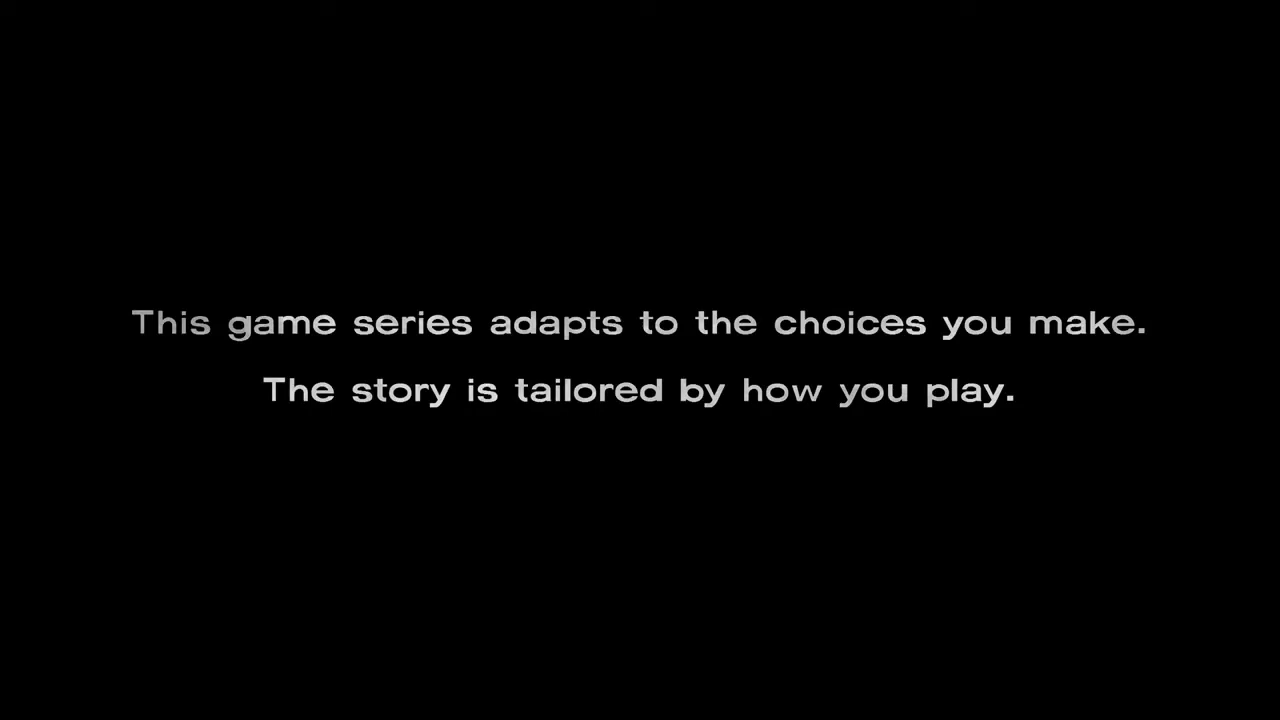 This game series adapts to the choices you make.
The story is tailored by how you play.